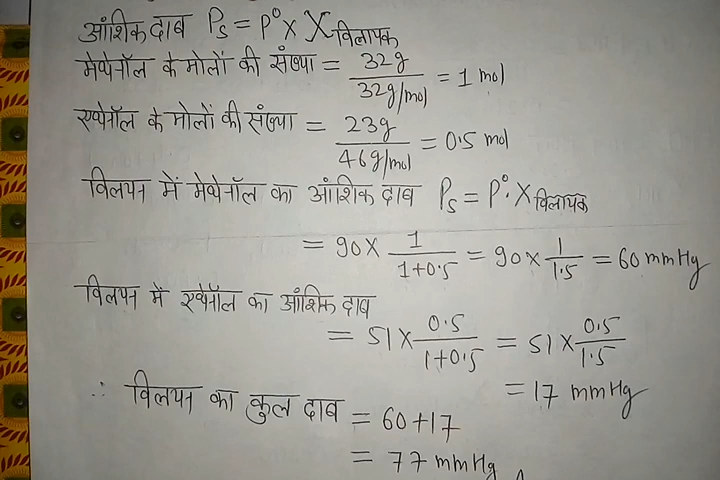 आंशिक दाब Ps = P° × X विलायक
मेथेनॉल के मोलों की संख्या = 32g / 32g/mol = 1 mol
एथेनॉल के मोलों की संख्या = 23g / 46g/mol = 0.5 mol
विलयन में मेथेनॉल का आंशिक दाब Ps = P°. X विलायक
= 90 × 1 / 1+0.5 = 90 × 1 / 1.5 = 60 mmHg
विलयन में एथेनॉल का आंशिक दाब
= 51 × 0.5 / 1+0.5 = 51 × 0.5 / 1.5
= 17 mmHg
∴ विलयन का कुल दाब = 60+17
= 77 mmHg